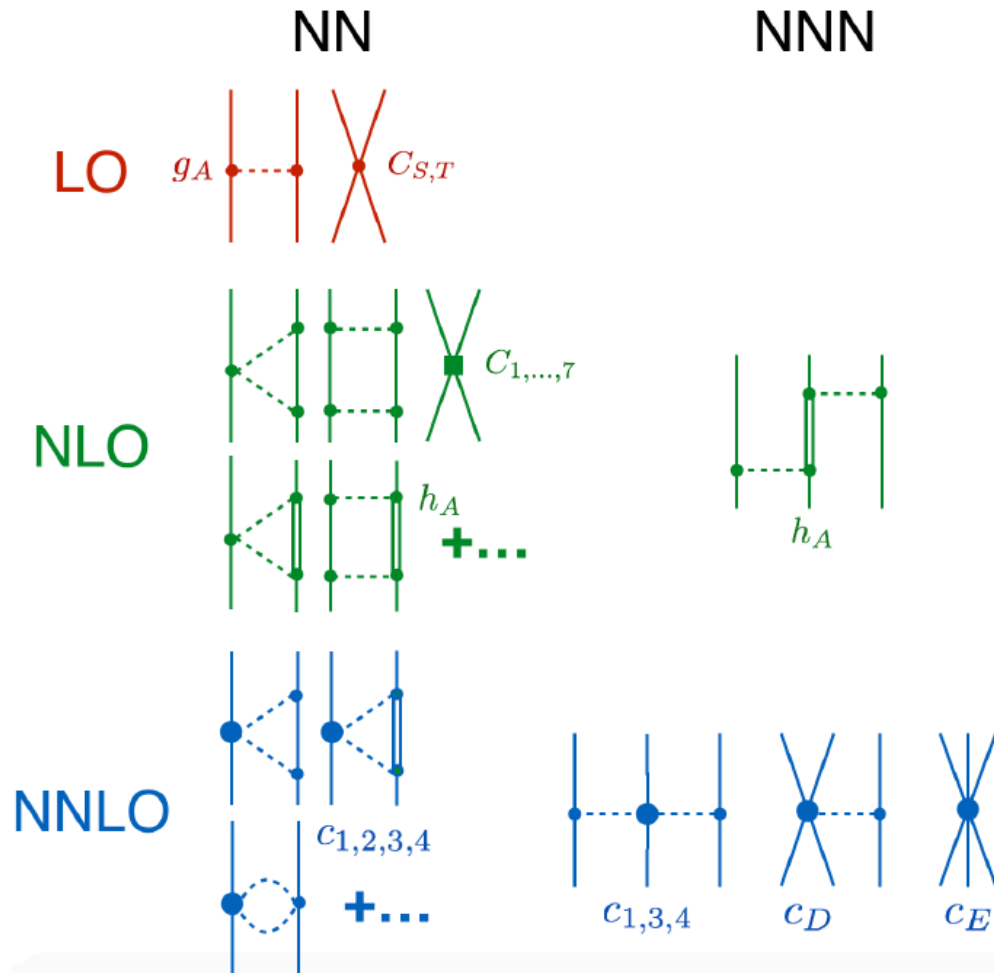 NN NNN
LO g_A C_{S,T}
C_{1,...,7}
NLO
h_A
+...
h_A
NNLO
c_{1,2,3,4}
+...
c_{1,3,4} c_D c_E